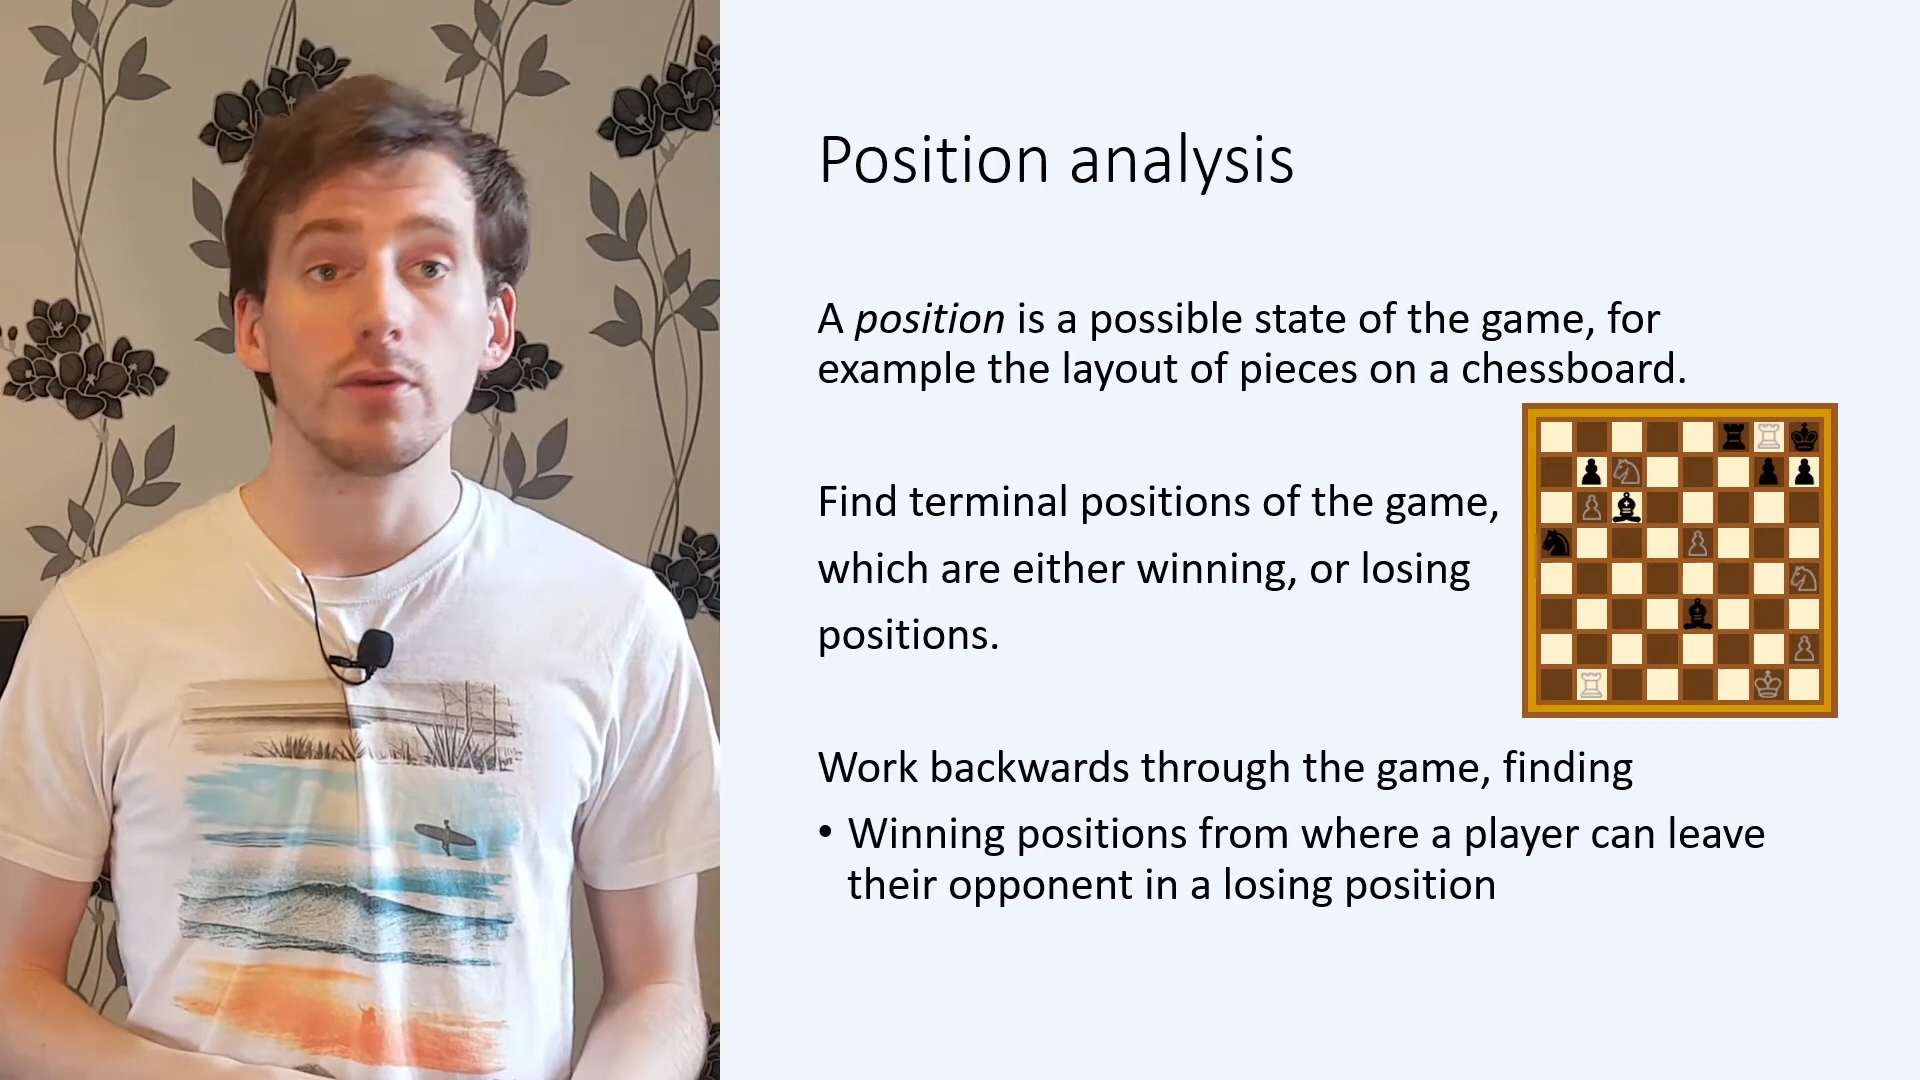 Position analysis
A position is a possible state of the game, for
example the layout of pieces on a chessboard.
Find terminal positions of the game,
which are either winning, or losing
positions.
Work backwards through the game, finding
• Winning positions from where a player can leave
their opponent in a losing position